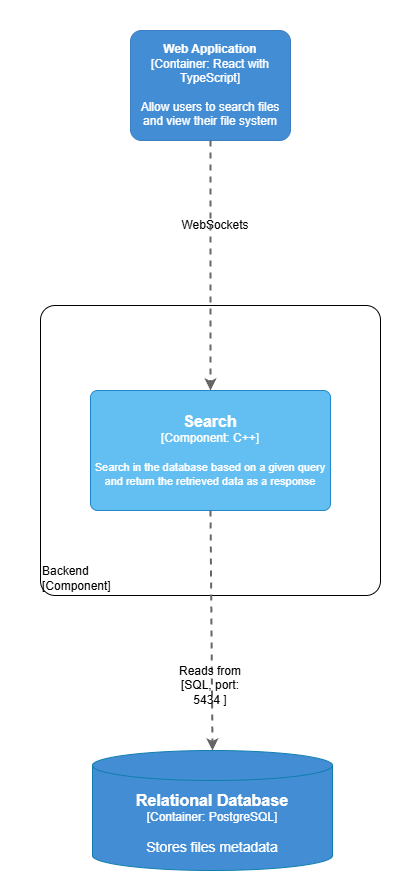 Web Application
[Container: React with
TypeScript]
Allow users to search files
and view their file system
WebSockets
Search
[Component: C++]
Search in the database based on a given query
and return the retrieved data as a response
Backend
[Component]
Reads from
[SQL, port:
5434 ]
Relational Database
[Container: PostgreSQL]
Stores files metadata